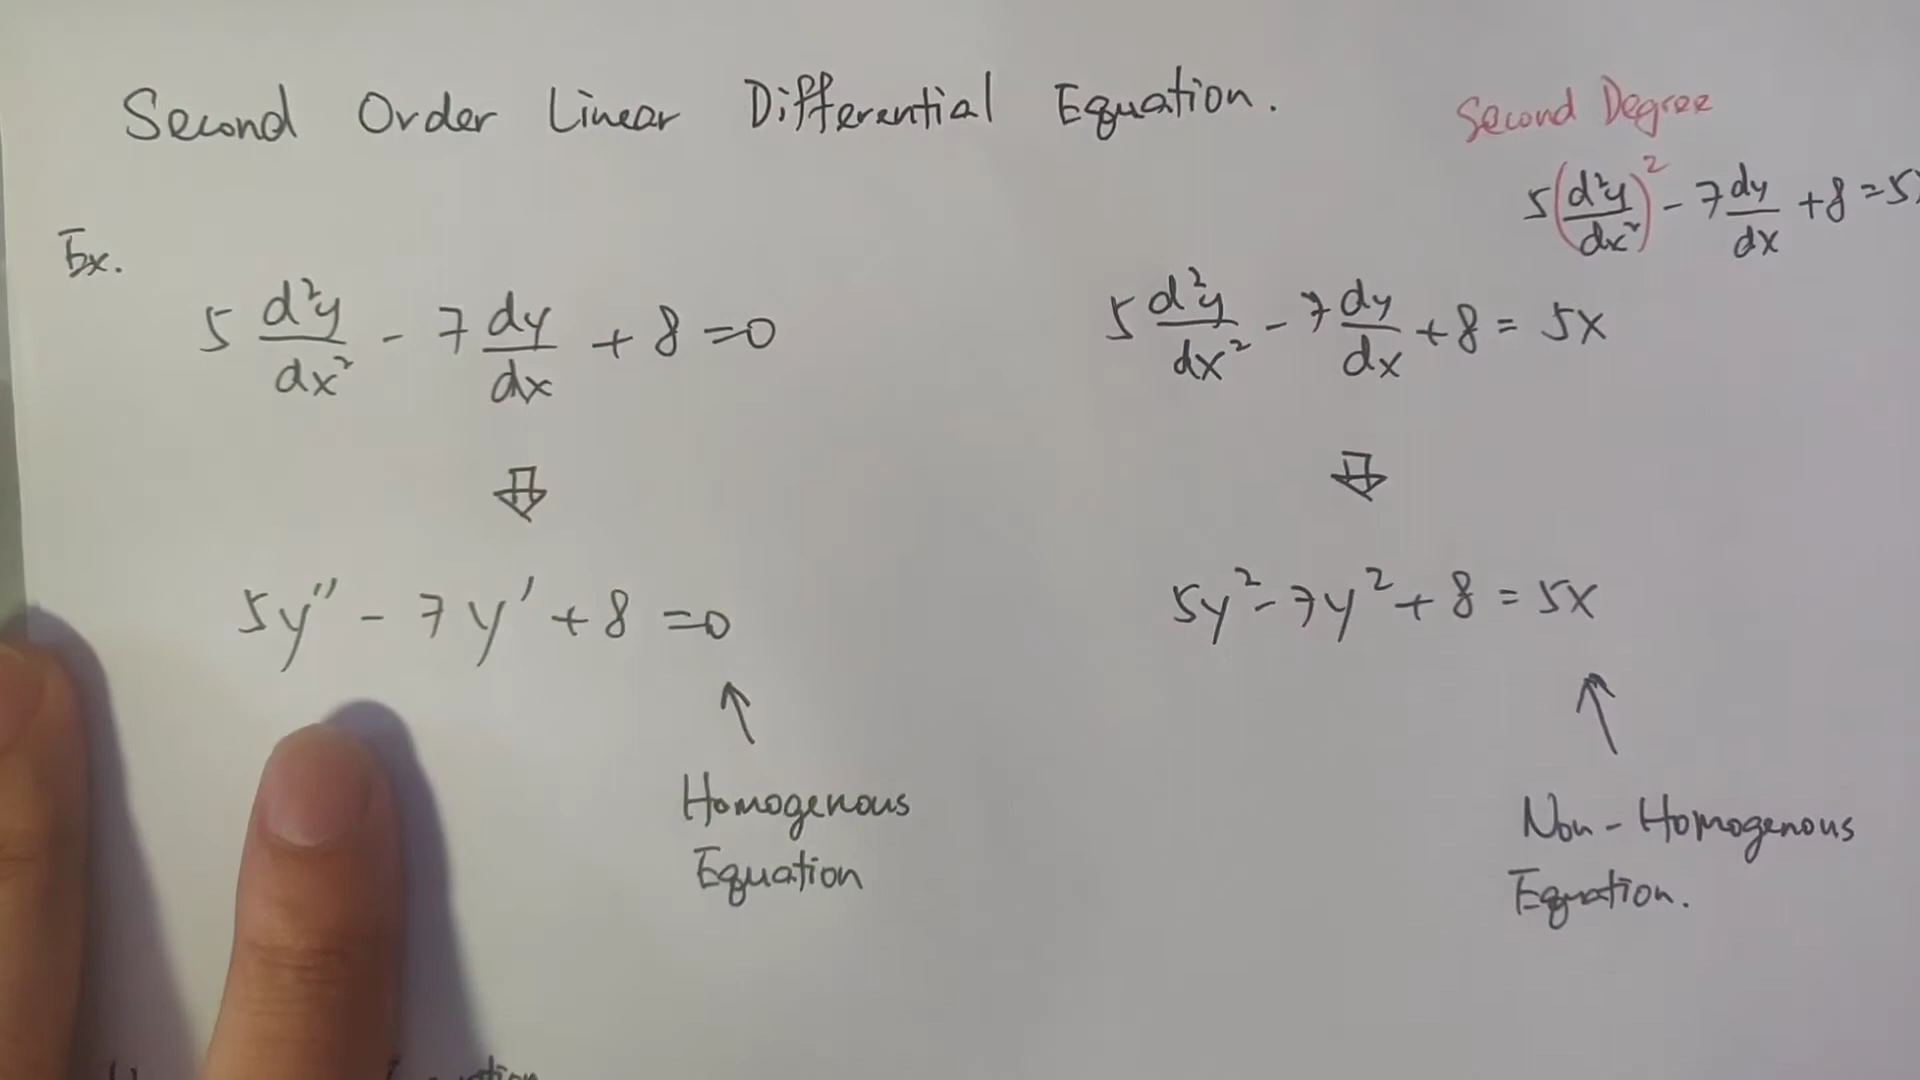 Second Order Linear Differential Equation.
Second Degree
5(d²y/dx²)² - 7 dy/dx + 8 = 5
Ex.
5 d²y/dx² - 7 dy/dx + 8 = 0
5 d²y/dx² - 7 dy/dx + 8 = 5x
⇩ ⇩
5y'' - 7y' + 8 = 0
5y² - 7y² + 8 = 5x
↑ ↑
Homogenous
Equation
Non-Homogenous
Equation.